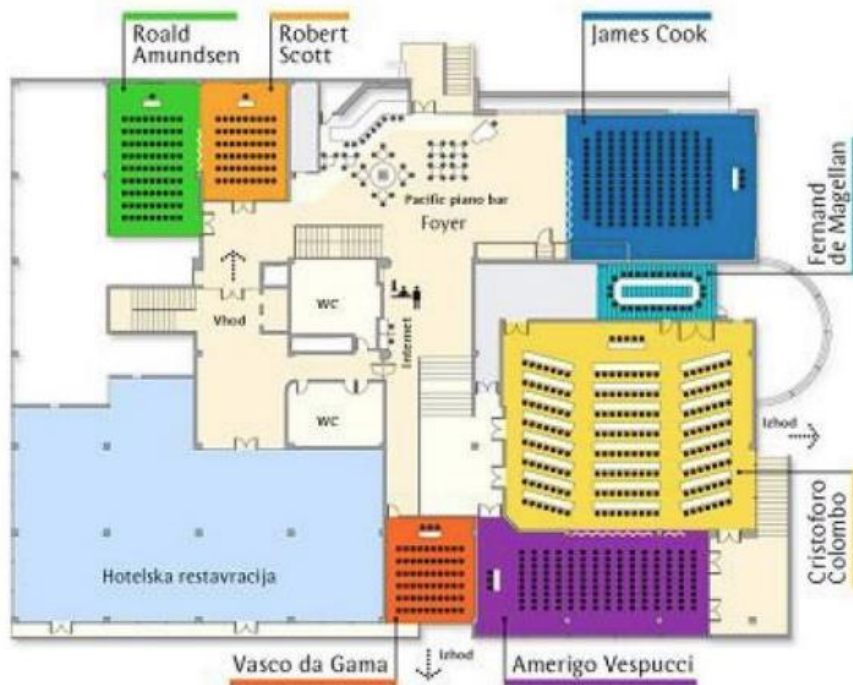 Roald
Amundsen
Robert
Scott
James Cook
Fernand
de Magellan
Pacific piano bar
Foyer
WC
Vhod
Internet
WC
Izhod
Cristoforo
Colombo
Hotelska restavracija
Vasco da Gama
Izhod
Amerigo Vespucci